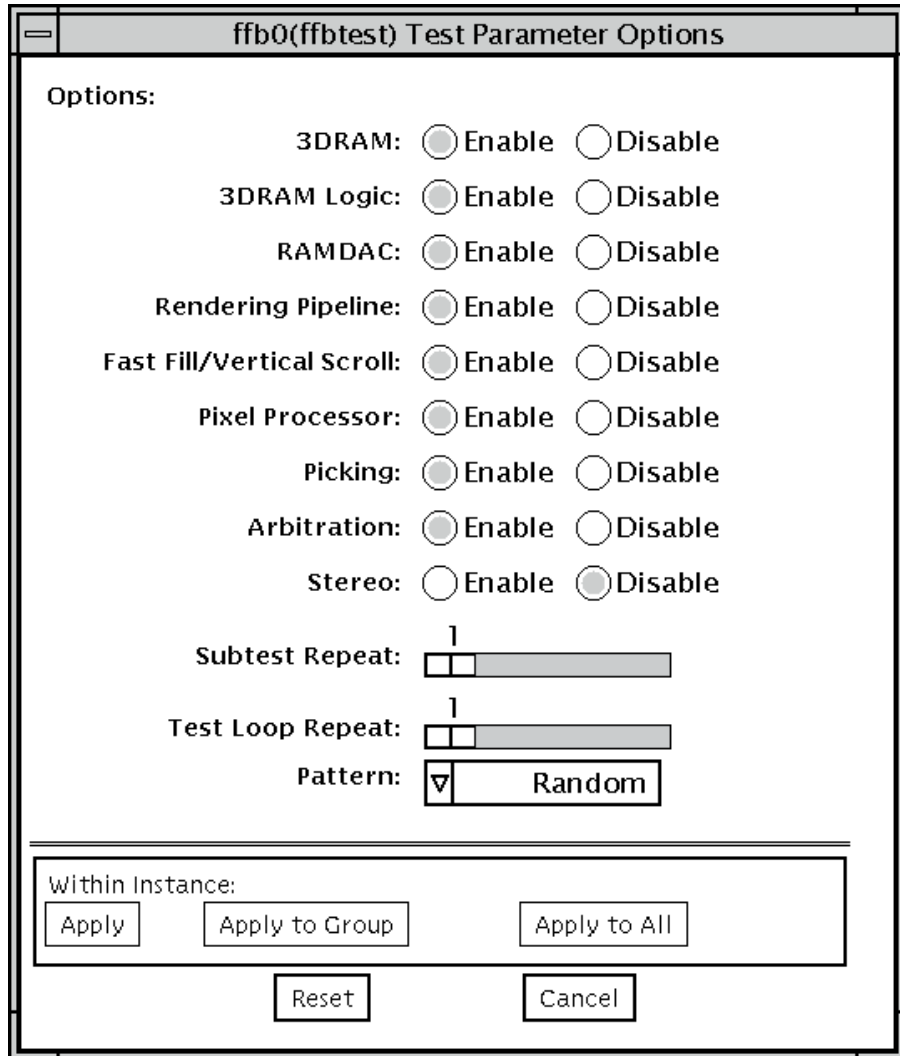 ffb0(ffbtest) Test Parameter Options
Options:
3DRAM: Enable Disable
3DRAM Logic: Enable Disable
RAMDAC: Enable Disable
Rendering Pipeline: Enable Disable
Fast Fill/Vertical Scroll: Enable Disable
Pixel Processor: Enable Disable
Picking: Enable Disable
Arbitration: Enable Disable
Stereo: Enable Disable
1
Subtest Repeat:
1
Test Loop Repeat:
Pattern: Random
Within Instance:
Apply Apply to Group Apply to All
Reset Cancel